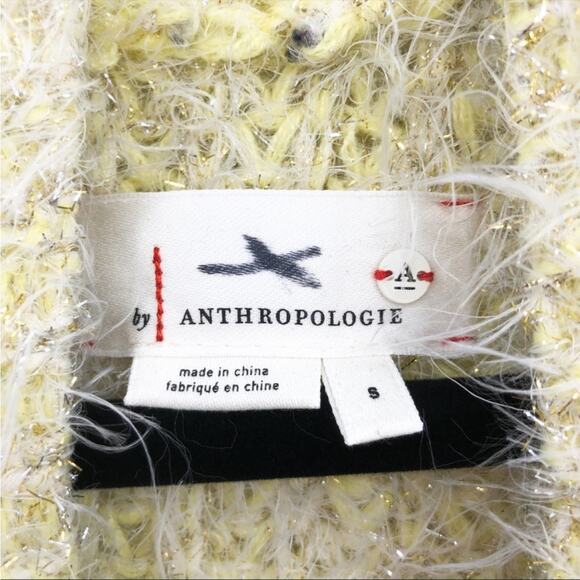 A
by ANTHROPOLOGIE
made in china
fabriqué en chine
s